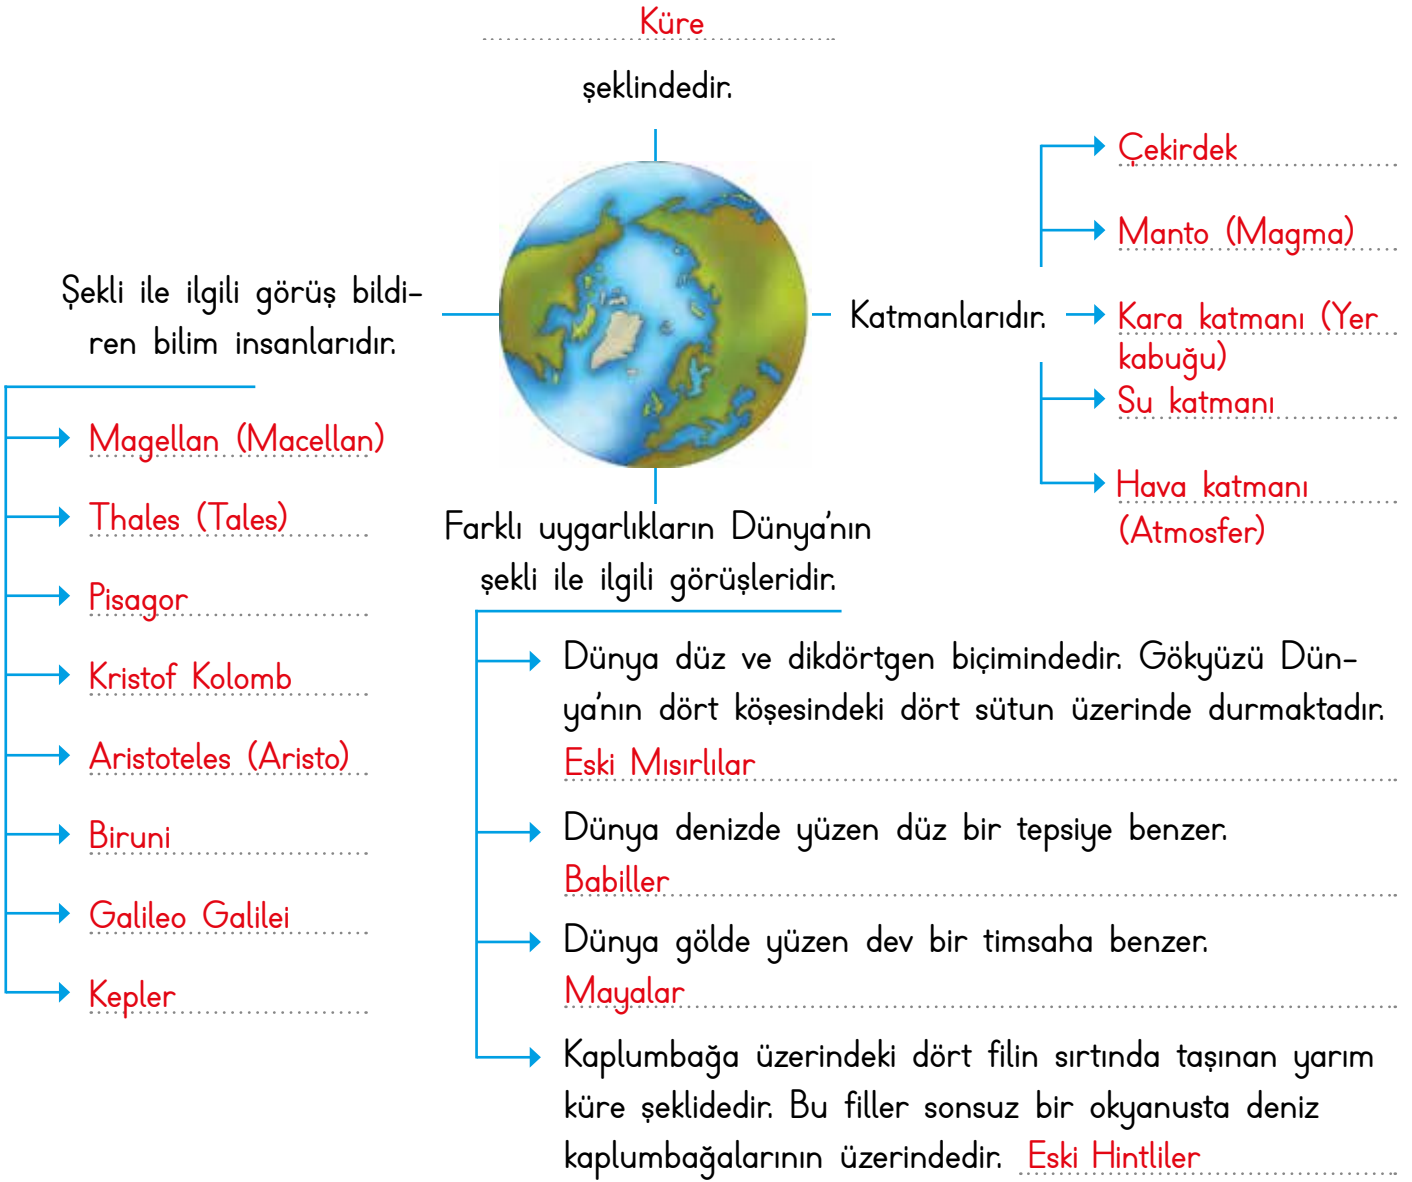 Küre
şeklindedir.
Şekli ile ilgili görüş bildi-
ren bilim insanlarıdır.
Magellan (Macellan)
Thales (Tales)
Pisagor
Kristof Kolomb
Aristoteles (Aristo)
Biruni
Galileo Galilei
Kepler
Katmanlarıdır.
Çekirdek
Manto (Magma)
Kara katmanı (Yer
kabuğu)
Su katmanı
Hava katmanı
(Atmosfer)
Farklı uygarlıkların Dünya'nın
şekli ile ilgili görüşleridir.
Dünya düz ve dikdörtgen biçimindedir. Gökyüzü Dün-
ya'nın dört köşesindeki dört sütun üzerinde durmaktadır.
Eski Mısırlılar
Dünya denizde yüzen düz bir tepsiye benzer.
Babiller
Dünya gölde yüzen dev bir timsaha benzer.
Mayalar
Kaplumbağa üzerindeki dört filin sırtında taşınan yarım
küre şeklidedir. Bu filler sonsuz bir okyanusta deniz
kaplumbağalarının üzerindedir. Eski Hintliler